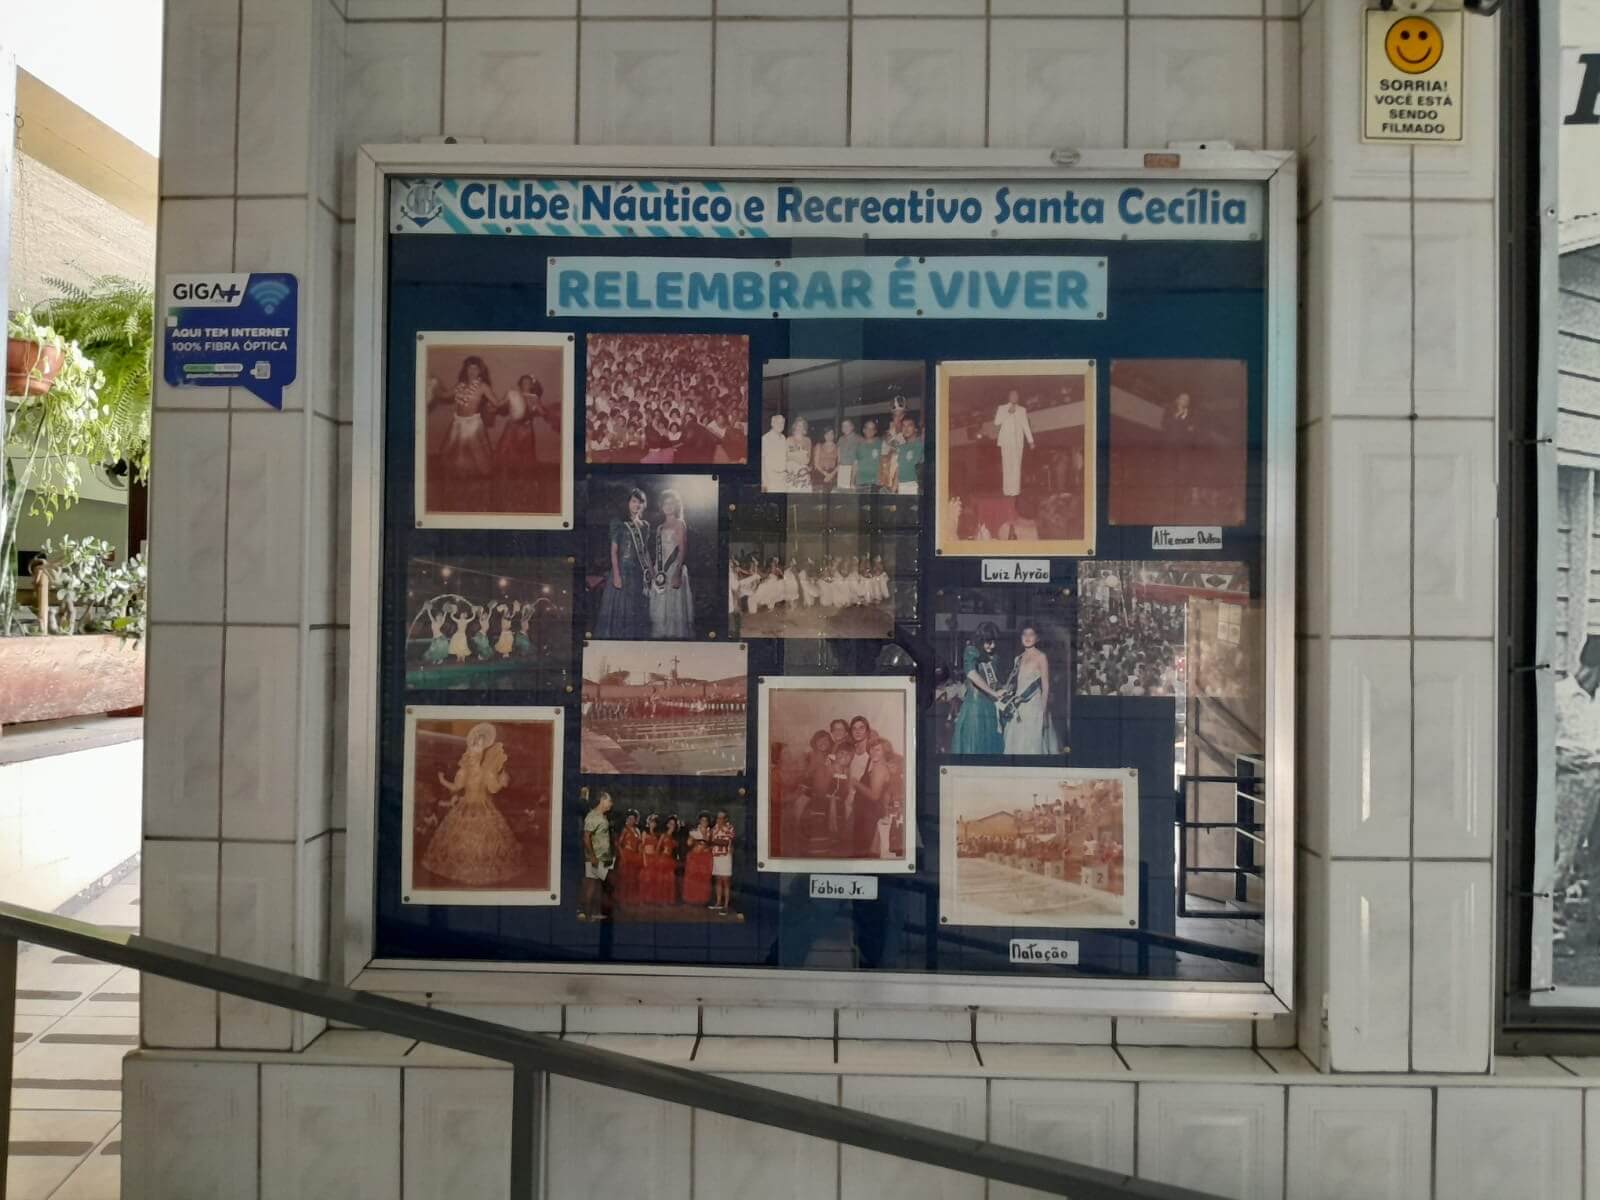 SORRIA!
VOCÊ ESTÁ
SENDO
FILMADO
Clube Náutico e Recreativo Santa Cecília
RELEMBRAR É VIVER
GIGA+
AQUI TEM INTERNET
100% FIBRA ÓPTICA
Altemar Dutra
Luiz Ayrão
Fábio Jr.
Natação